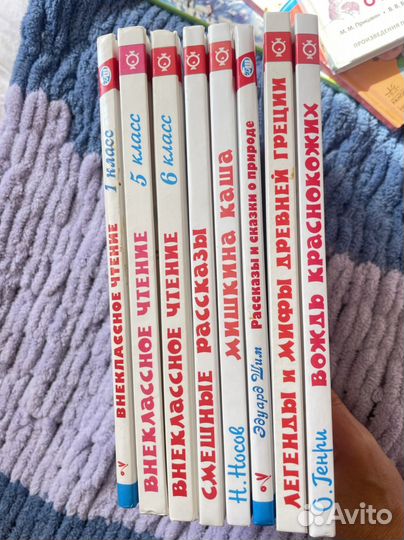 ВНЕКЛАССНОЕ ЧТЕНИЕ 1 класс
ВНЕКЛАССНОЕ ЧТЕНИЕ 5 класс
ВНЕКЛАССНОЕ ЧТЕНИЕ 6 класс
СМЕШНЫЕ РАССКАЗЫ
Н. Носов МИШКИНА КАША
Эдуард Шим Рассказы и сказки о природе
ЛЕГЕНДЫ И МИФЫ ДРЕВНЕЙ ГРЕЦИИ
О. Генри ВОЖДЬ КРАСНОКОЖИХ
М. М. Пришвин
Avito